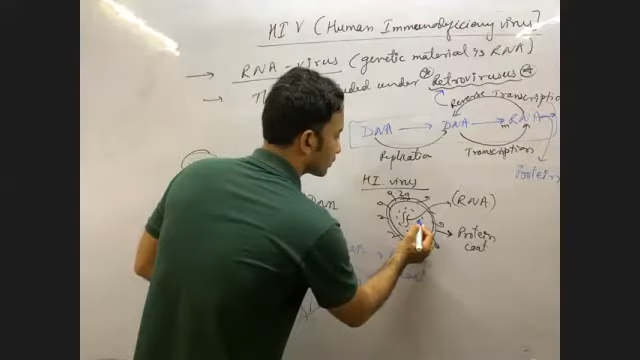 HIV (Human Immunodeficiency virus)
→ RNA - virus (genetic material is RNA)
→ under Retroviruses
Reverse Transcription
DNA → DNA → RNA →
Replication Transcription
Protein
HI. virus
(RNA)
Protein
coat